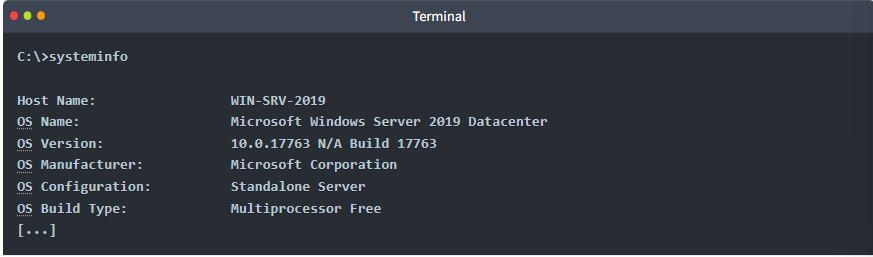 Terminal
C:\>systeminfo
Host Name: WIN-SRV-2019
OS Name: Microsoft Windows Server 2019 Datacenter
OS Version: 10.0.17763 N/A Build 17763
OS Manufacturer: Microsoft Corporation
OS Configuration: Standalone Server
OS Build Type: Multiprocessor Free
[...]